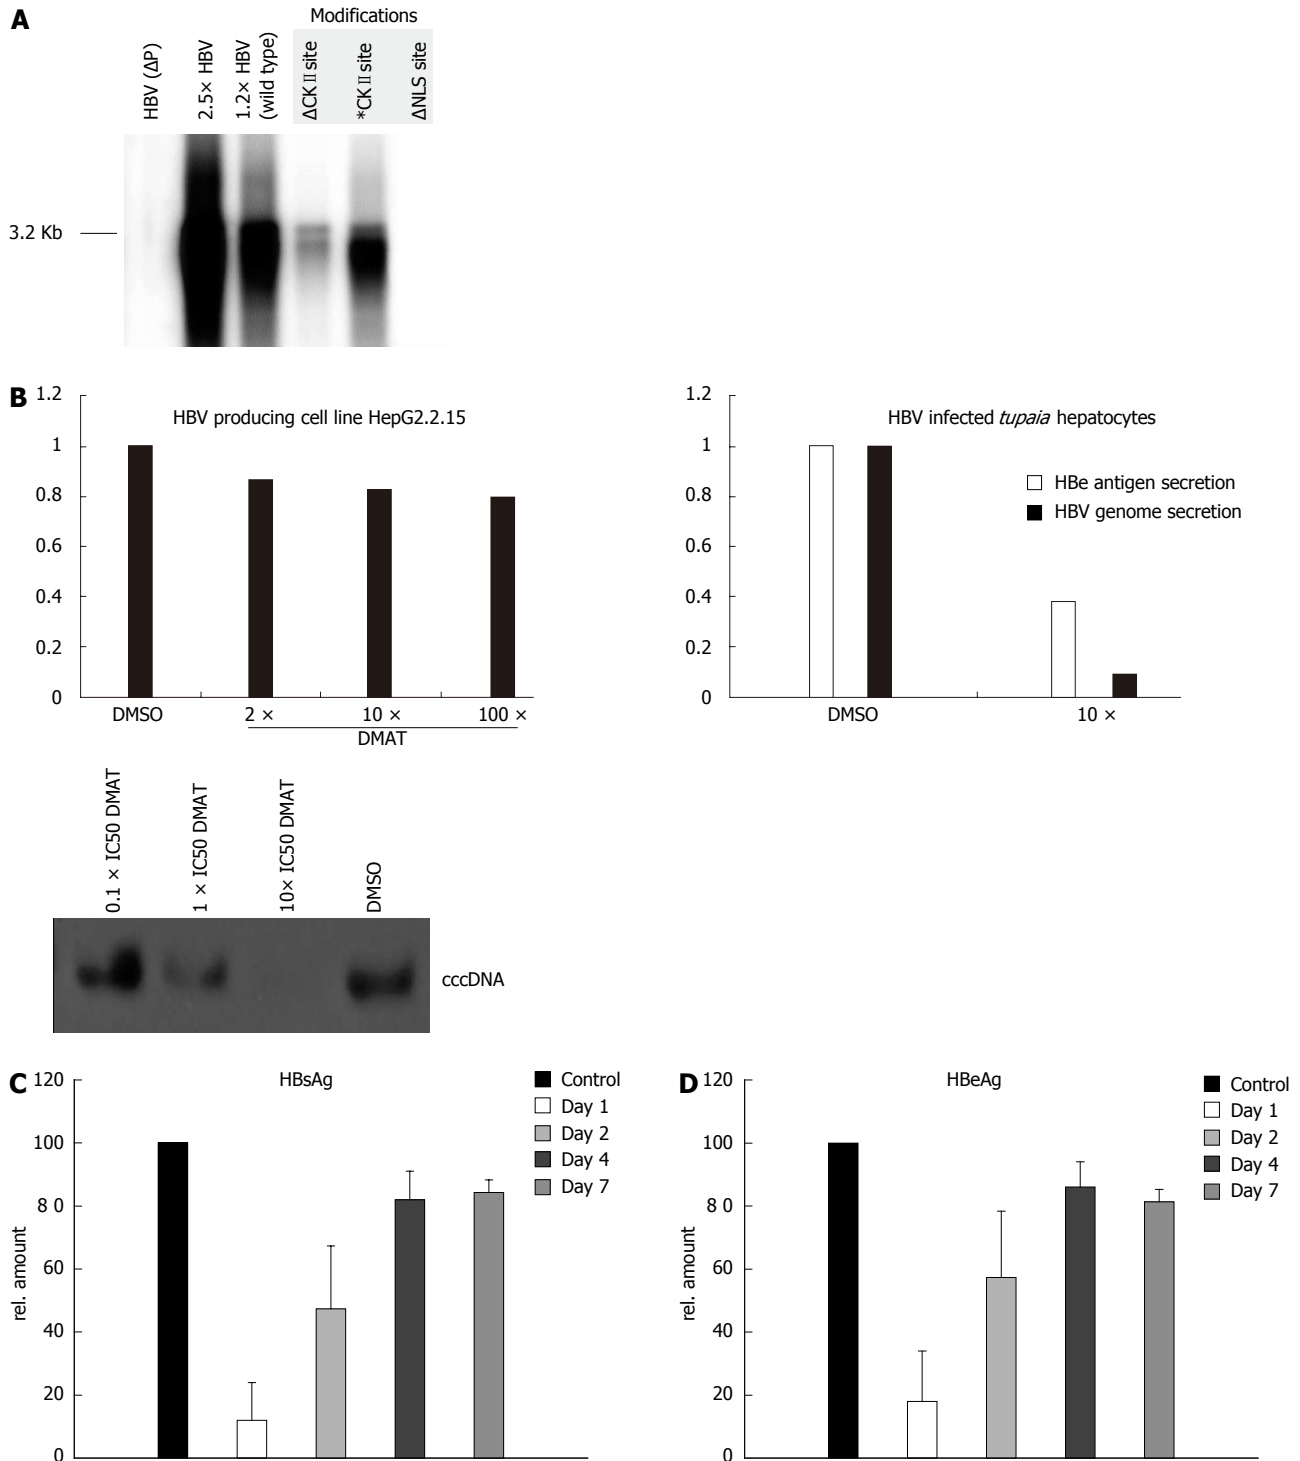 A
Modifications
HBV (ΔP)
2.5× HBV
1.2× HBV
(wild type)
ΔCKⅡ site
*CKⅡ site
ΔNLS site
3.2 Kb
B
1.2
1
0.8
0.6
0.4
0.2
0
HBV producing cell line HepG2.2.15
DMSO
2 ×
10 ×
100 ×
DMAT
1.2
1
0.8
0.6
0.4
0.2
0
HBV infected tupaia hepatocytes
HBe antigen secretion
HBV genome secretion
DMSO
10 ×
0.1 × IC50 DMAT
1 × IC50 DMAT
10× IC50 DMAT
DMSO
cccDNA
C
HBsAg
120
100
8 0
60
40
20
0
rel. amount
Control
Day 1
Day 2
Day 4
Day 7
D
HBeAg
120
100
8 0
60
40
20
0
rel. amount
Control
Day 1
Day 2
Day 4
Day 7